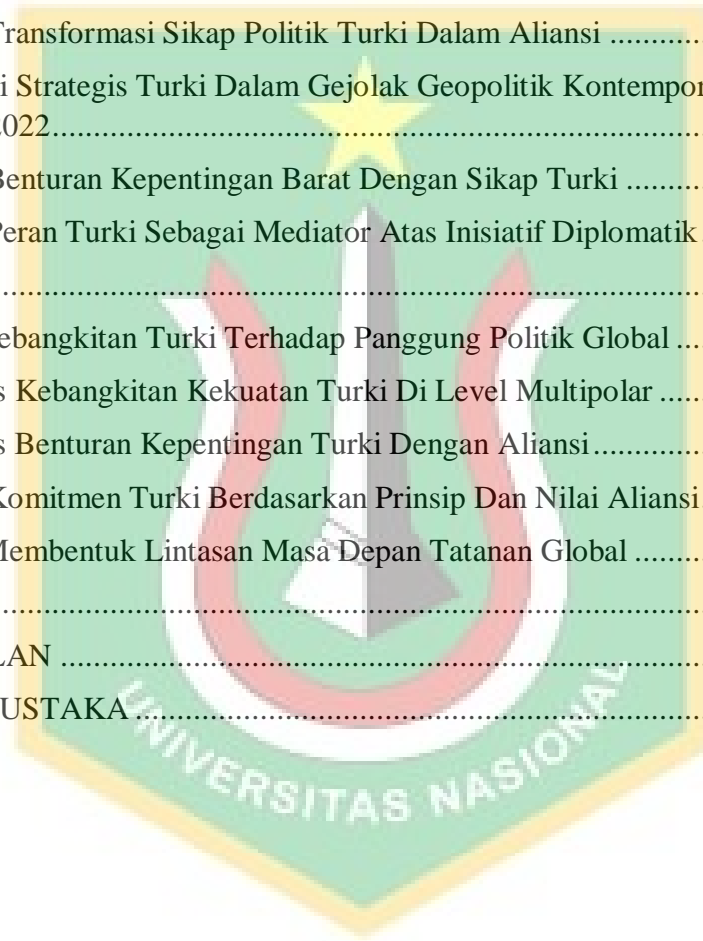 Transformasi Sikap Politik Turki Dalam Aliansi ..........
i Strategis Turki Dalam Gejolak Geopolitik Kontempor
2022..........................................................................
Benturan Kepentingan Barat Dengan Sikap Turki .........
Peran Turki Sebagai Mediator Atas Inisiatif Diplomatik .
................................................................................
ebangkitan Turki Terhadap Panggung Politik Global ....
s Kebangkitan Kekuatan Turki Di Level Multipolar ......
s Benturan Kepentingan Turki Dengan Aliansi.............
Komitmen Turki Berdasarkan Prinsip Dan Nilai Aliansi.
Membentuk Lintasan Masa Depan Tatanan Global ........
................................................................................
LAN .........................................................................
USTAKA .................................................................
UNIVERSITAS NASIONAL